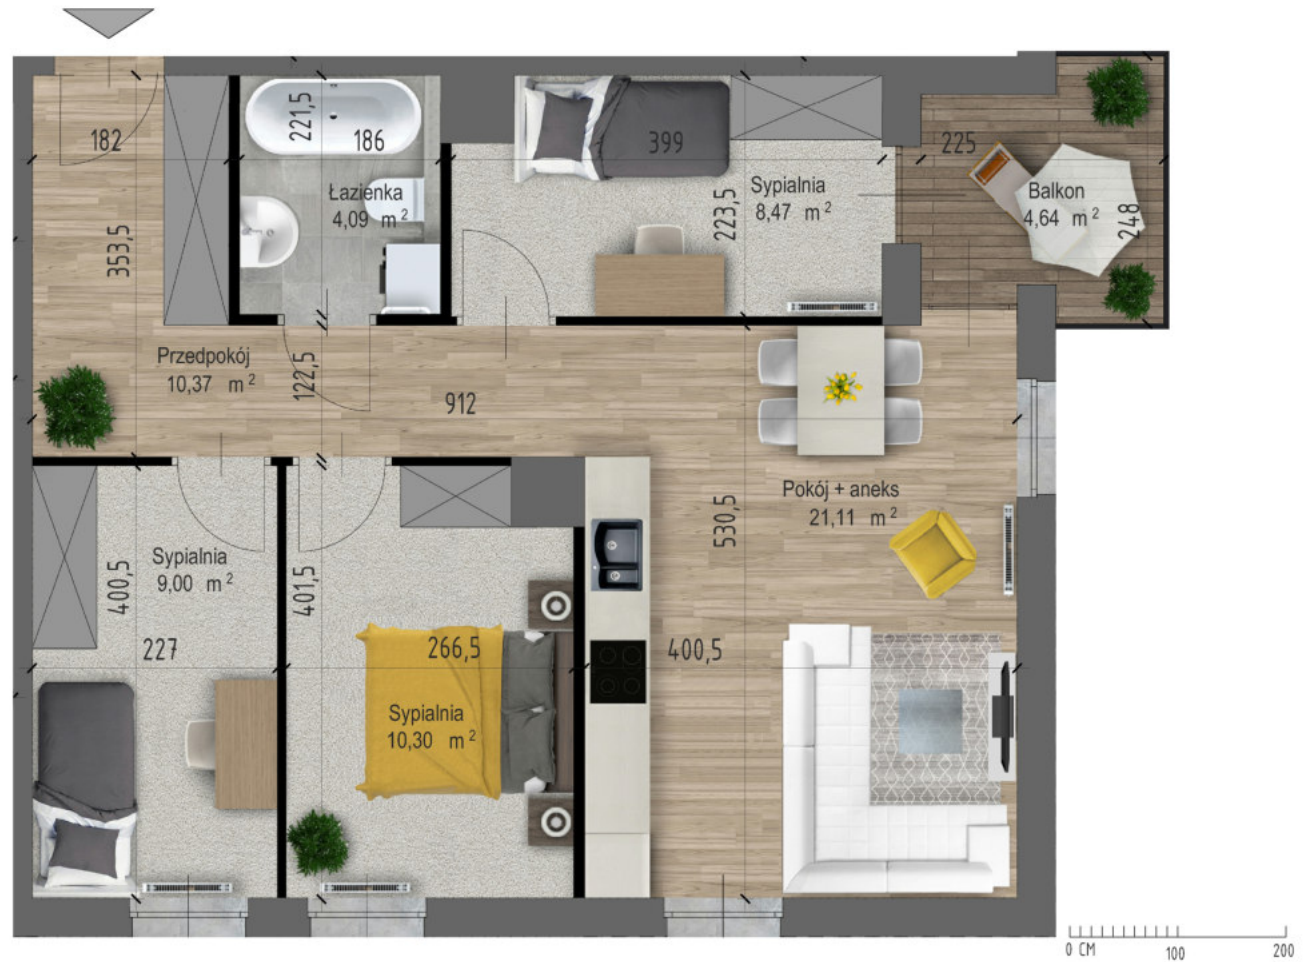 182
221,5
186
399
225
Łazienka
4,09 m²
Sypialnia
8,47 m²
Balkon
4,64 m²
248
353,5
223,5
Przedpokój
10,37 m²
122,5
912
Pokój + aneks
21,11 m²
530,5
Sypialnia
9,00 m²
400,5
401,5
227
266,5
400,5
Sypialnia
10,30 m²
0 CM 100 200